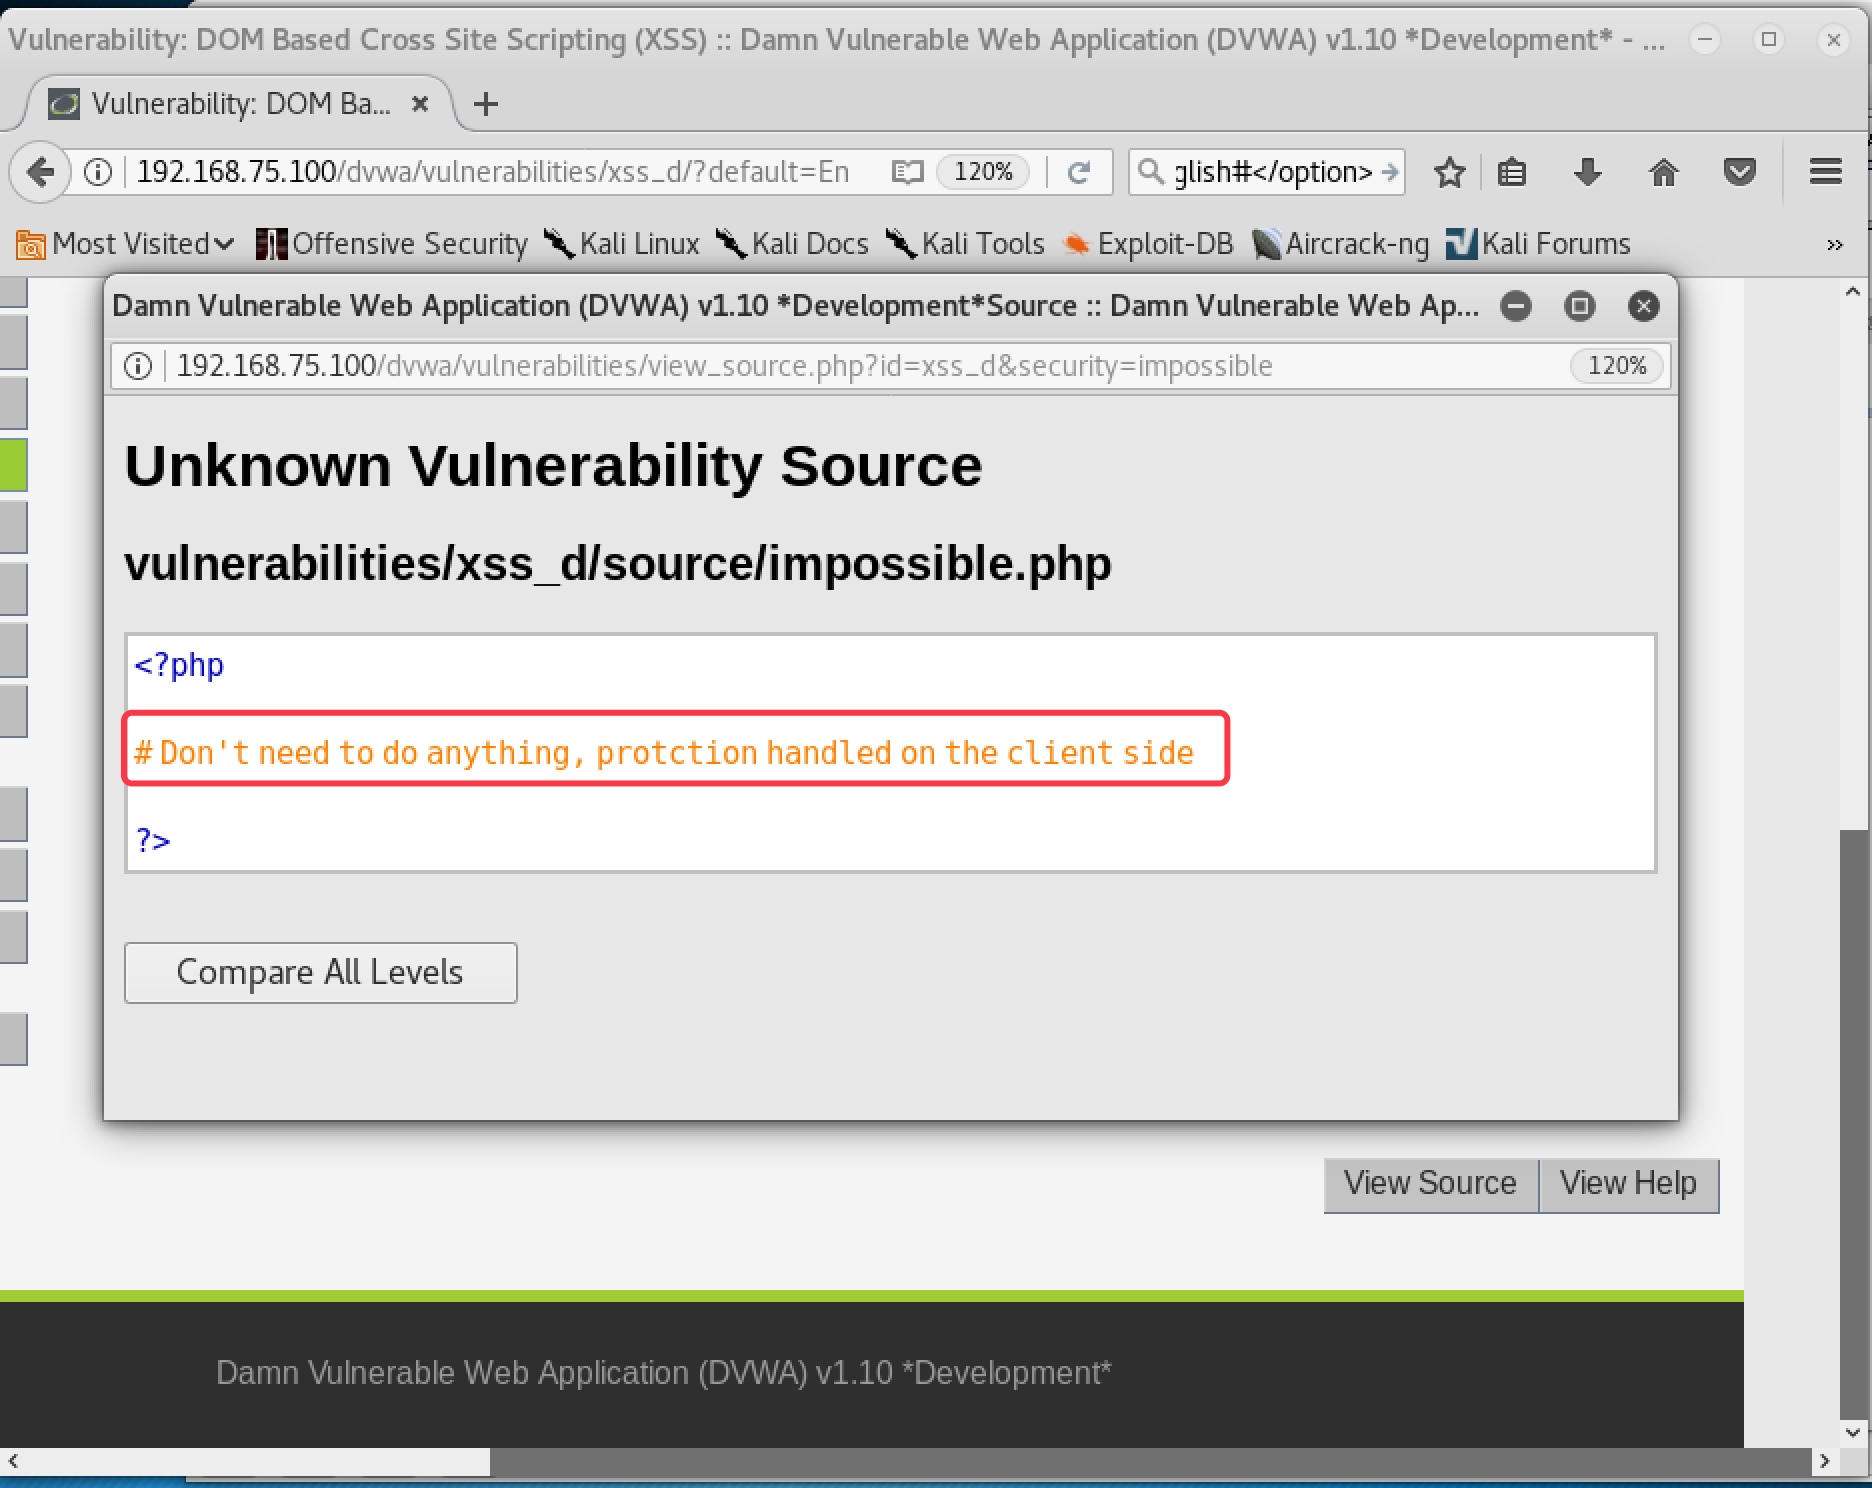 Vulnerability: DOM Based Cross Site Scripting (XSS) :: Damn Vulnerable Web Application (DVWA) v1.10 *Development* - ...
Vulnerability: DOM Ba...
192.168.75.100/dvwa/vulnerabilities/xss_d/?default=En 120% glish#</option>
Most Visited Offensive Security Kali Linux Kali Docs Kali Tools Exploit-DB Aircrack-ng Kali Forums »
Damn Vulnerable Web Application (DVWA) v1.10 *Development*Source :: Damn Vulnerable Web Ap...
192.168.75.100/dvwa/vulnerabilities/view_source.php?id=xss_d&security=impossible 120%
Unknown Vulnerability Source
vulnerabilities/xss_d/source/impossible.php
<?php
# Don't need to do anything, protction handled on the client side
?>
Compare All Levels
View Source View Help
Damn Vulnerable Web Application (DVWA) v1.10 *Development*